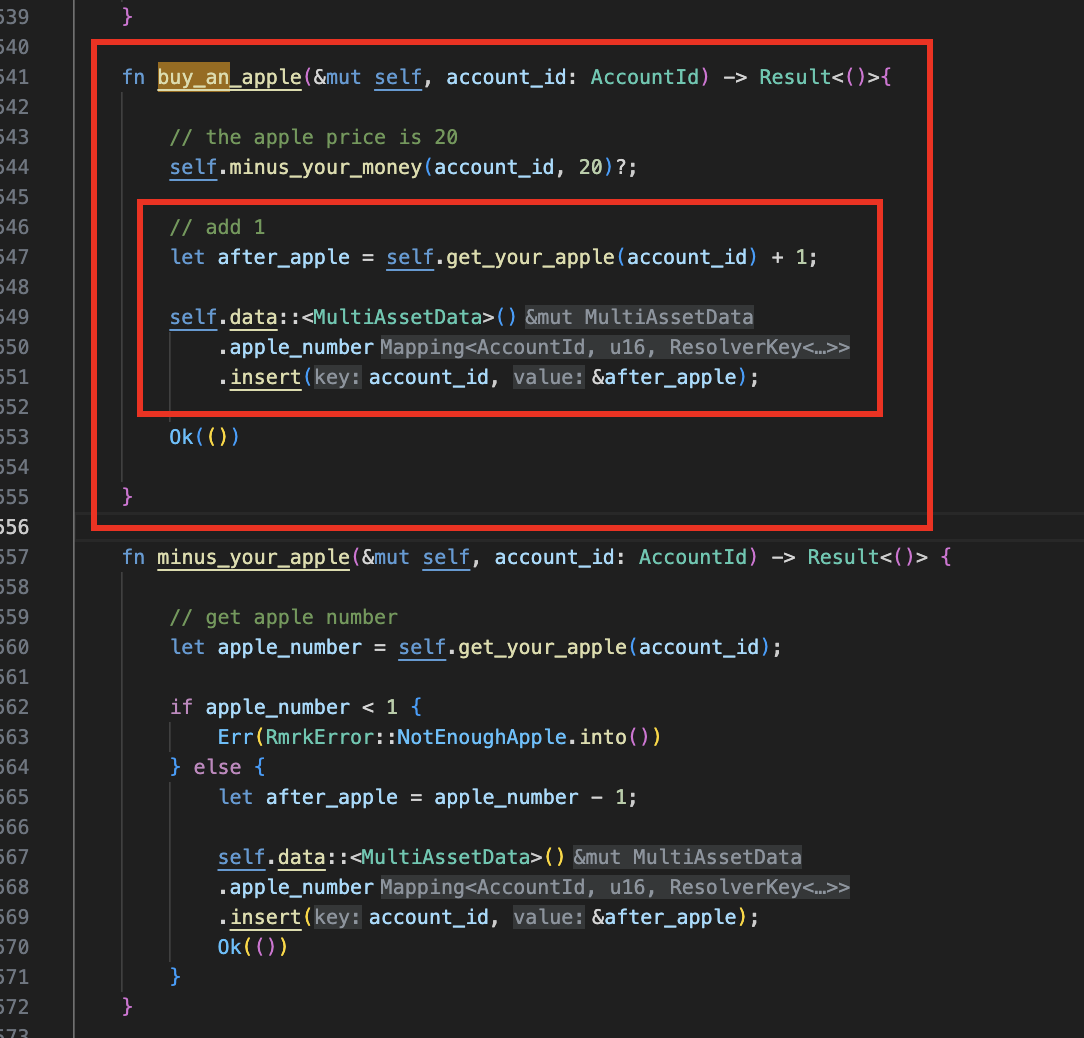 539 }
540
541 fn buy_an_apple(&mut self, account_id: AccountId) -> Result<()>{
542
543 // the apple price is 20
544 self.minus_your_money(account_id, 20)?;
545
546 // add 1
547 let after_apple = self.get_your_apple(account_id) + 1;
548
549 self.data::<MultiAssetData>() &mut MultiAssetData
550 .apple_number Mapping<AccountId, u16, ResolverKey<…>>
551 .insert(key: account_id, value: &after_apple);
552
553 Ok(())
554
555 }
556
557 fn minus_your_apple(&mut self, account_id: AccountId) -> Result<()> {
558
559 // get apple number
560 let apple_number = self.get_your_apple(account_id);
561
562 if apple_number < 1 {
563 Err(RmrkError::NotEnoughApple.into())
564 } else {
565 let after_apple = apple_number - 1;
566
567 self.data::<MultiAssetData>() &mut MultiAssetData
568 .apple_number Mapping<AccountId, u16, ResolverKey<…>>
569 .insert(key: account_id, value: &after_apple);
570 Ok(())
571 }
572 }
573